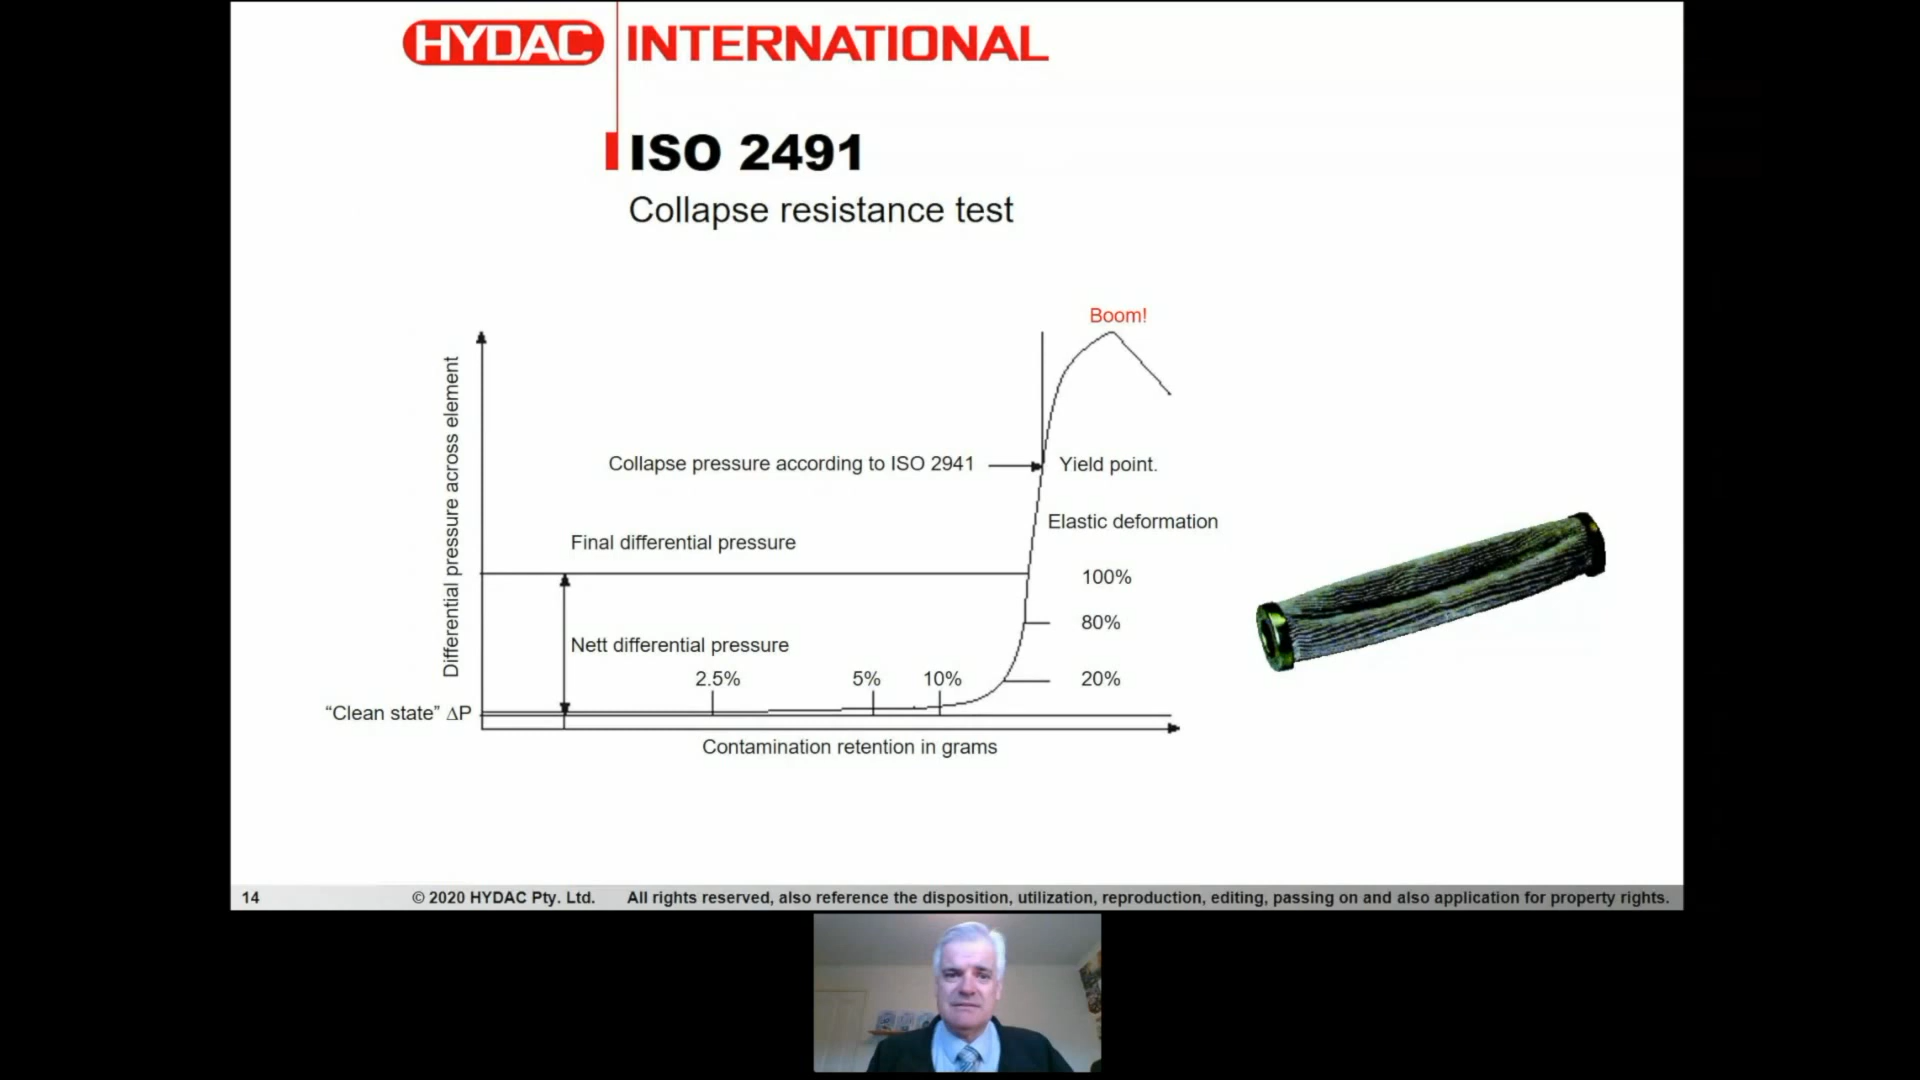 HYDAC INTERNATIONAL
ISO 2491
Collapse resistance test
Boom!
Differential pressure across element
Collapse pressure according to ISO 2941
Yield point.
Elastic deformation
Final differential pressure
100%
80%
Nett differential pressure
2.5%
5%
10%
20%
“Clean state” ∆P
Contamination retention in grams
14
© 2020 HYDAC Pty. Ltd.
All rights reserved, also reference the disposition, utilization, reproduction, editing, passing on and also application for property rights.